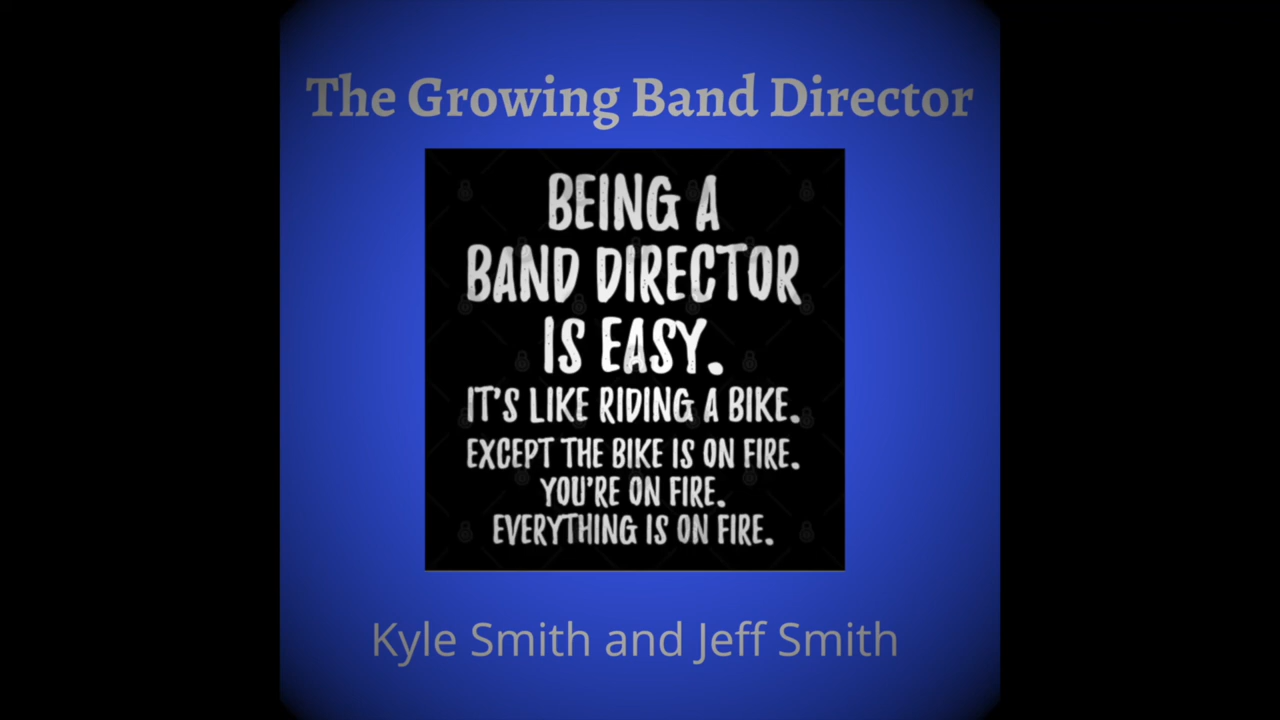 The Growing Band Director
BEING A
BAND DIRECTOR
IS EASY.
IT'S LIKE RIDING A BIKE.
EXCEPT THE BIKE IS ON FIRE.
YOU'RE ON FIRE.
EVERYTHING IS ON FIRE.
Kyle Smith and Jeff Smith